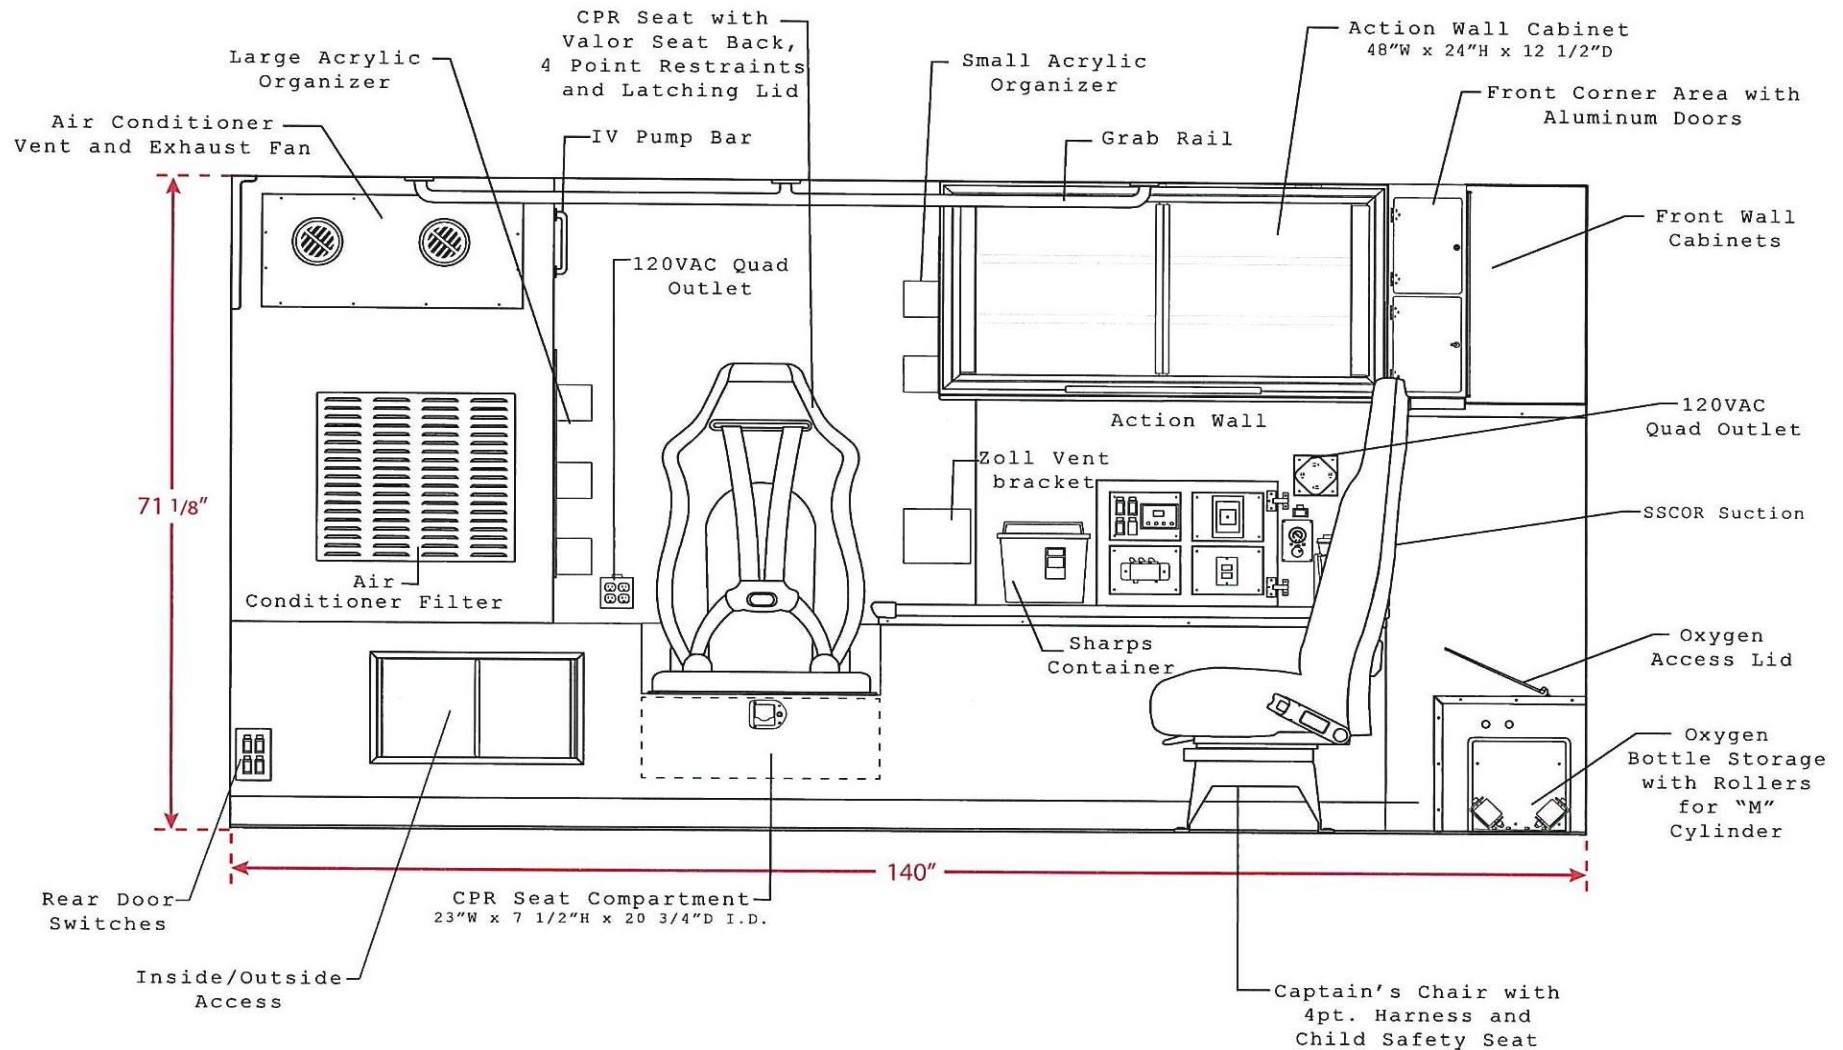 CPR Seat with
Valor Seat Back,
4 Point Restraints
and Latching Lid
Action Wall Cabinet
48"W x 24"H x 12 1/2"D
Large Acrylic
Organizer
Small Acrylic
Organizer
Front Corner Area with
Aluminum Doors
Air Conditioner
Vent and Exhaust Fan
IV Pump Bar
Grab Rail
Front Wall
Cabinets
120VAC Quad
Outlet
120VAC
Quad Outlet
Action Wall
Zoll Vent
bracket
71 1/8"
SSCOR Suction
Air
Conditioner Filter
Sharps
Container
Oxygen
Access Lid
Oxygen
Bottle Storage
with Rollers
for “M”
Cylinder
140"
Rear Door
Switches
CPR Seat Compartment
23"W x 7 1/2"H x 20 3/4"D I.D.
Inside/Outside
Access
Captain's Chair with
4pt. Harness and
Child Safety Seat